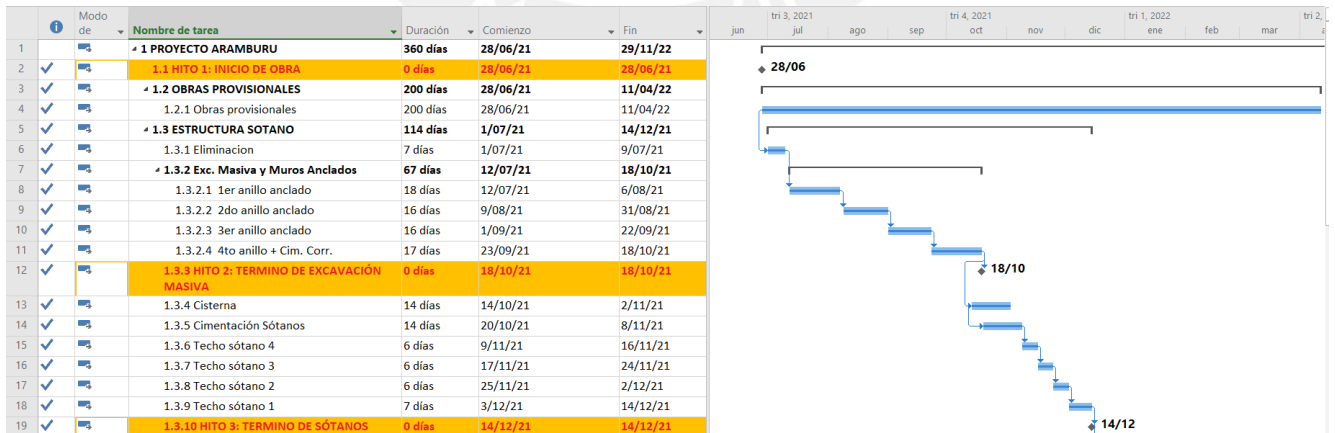 Modo de Nombre de tarea Duración Comienzo Fin
tri 3, 2021 tri 4, 2021 tri 1, 2022 tri 2,
jun jul ago sep oct nov dic ene feb mar
1 1 PROYECTO ARAMBURU 360 días 28/06/21 29/11/22
2 1.1 HITO 1: INICIO DE OBRA 0 días 28/06/21 28/06/21 28/06
3 1.2 OBRAS PROVISIONALES 200 días 28/06/21 11/04/22
4 1.2.1 Obras provisionales 200 días 28/06/21 11/04/22
5 1.3 ESTRUCTURA SOTANO 114 días 1/07/21 14/12/21
6 1.3.1 Eliminacion 7 días 1/07/21 9/07/21
7 1.3.2 Exc. Masiva y Muros Anclados 67 días 12/07/21 18/10/21
8 1.3.2.1 1er anillo anclado 18 días 12/07/21 6/08/21
9 1.3.2.2 2do anillo anclado 16 días 9/08/21 31/08/21
10 1.3.2.3 3er anillo anclado 16 días 1/09/21 22/09/21
11 1.3.2.4 4to anillo + Cim. Corr. 17 días 23/09/21 18/10/21
12 1.3.3 HITO 2: TERMINO DE EXCAVACIÓN 0 días 18/10/21 18/10/21 18/10
MASIVA
13 1.3.4 Cisterna 14 días 14/10/21 2/11/21
14 1.3.5 Cimentación Sótanos 14 días 20/10/21 8/11/21
15 1.3.6 Techo sótano 4 6 días 9/11/21 16/11/21
16 1.3.7 Techo sótano 3 6 días 17/11/21 24/11/21
17 1.3.8 Techo sótano 2 6 días 25/11/21 2/12/21
18 1.3.9 Techo sótano 1 7 días 3/12/21 14/12/21
19 1.3.10 HITO 3: TERMINO DE SÓTANOS 0 días 14/12/21 14/12/21 14/12